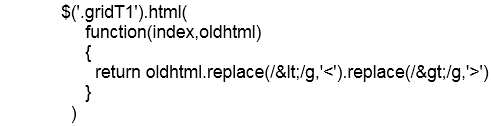 $('.gridT1').html(
function(index,oldhtml)
{
return oldhtml.replace(/&lt;/g,'<').replace(/&gt;/g,'>')
}
)